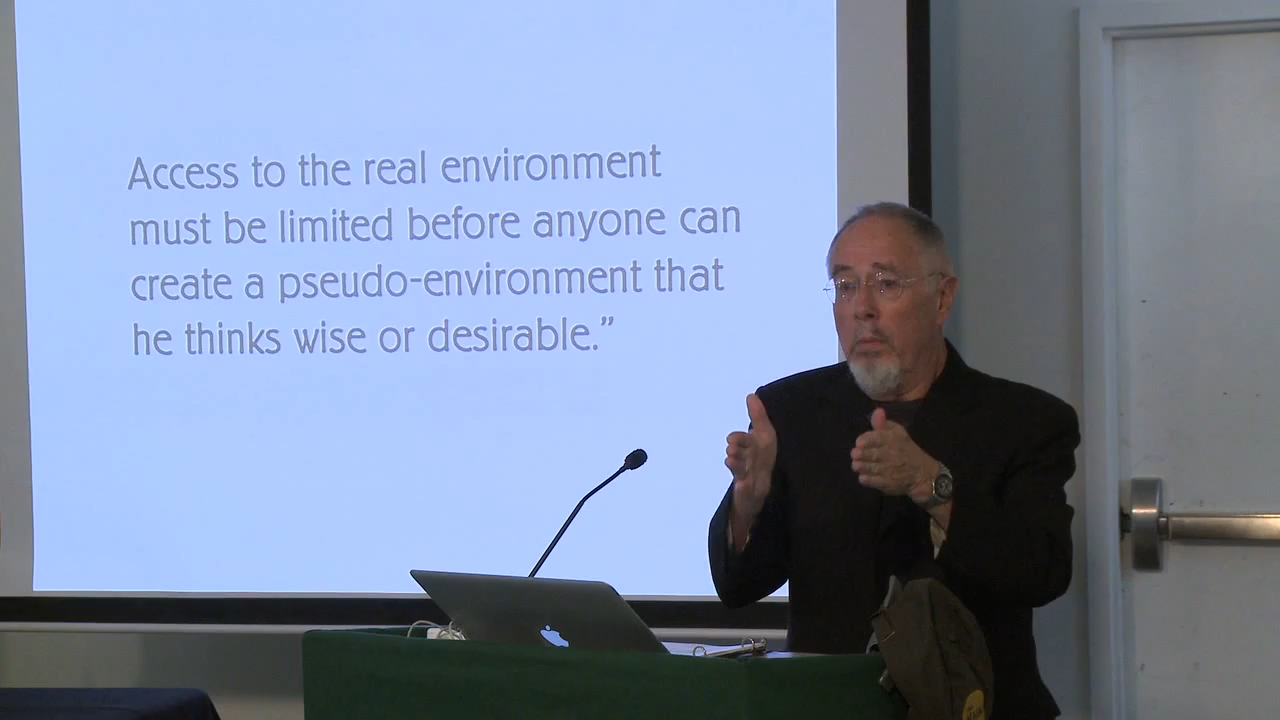 Access to the real environment
must be limited before anyone can
create a pseudo-environment that
he thinks wise or desirable.”